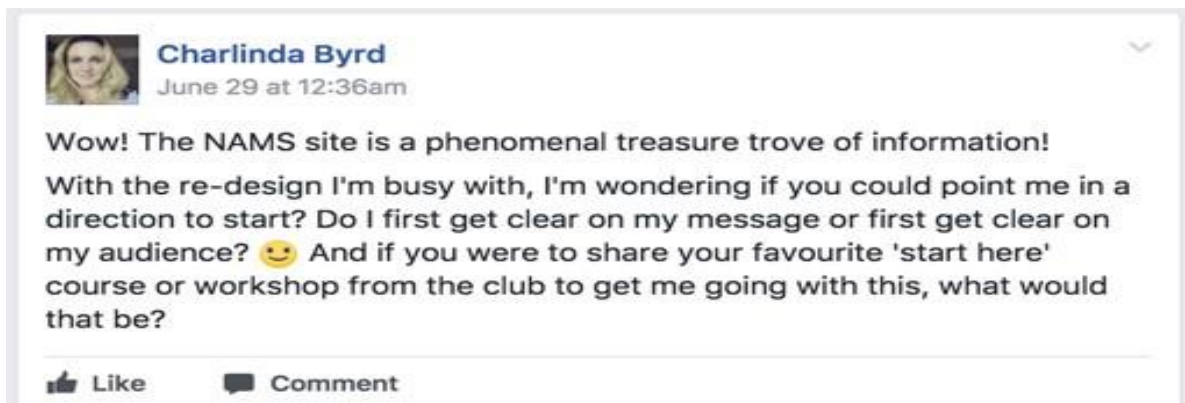 Charlinda Byrd
June 29 at 12:36am
Wow! The NAMS site is a phenomenal treasure trove of information!
With the re-design I'm busy with, I'm wondering if you could point me in a
direction to start? Do I first get clear on my message or first get clear on
my audience? 🙂 And if you were to share your favourite 'start here'
course or workshop from the club to get me going with this, what would
that be?
Like Comment